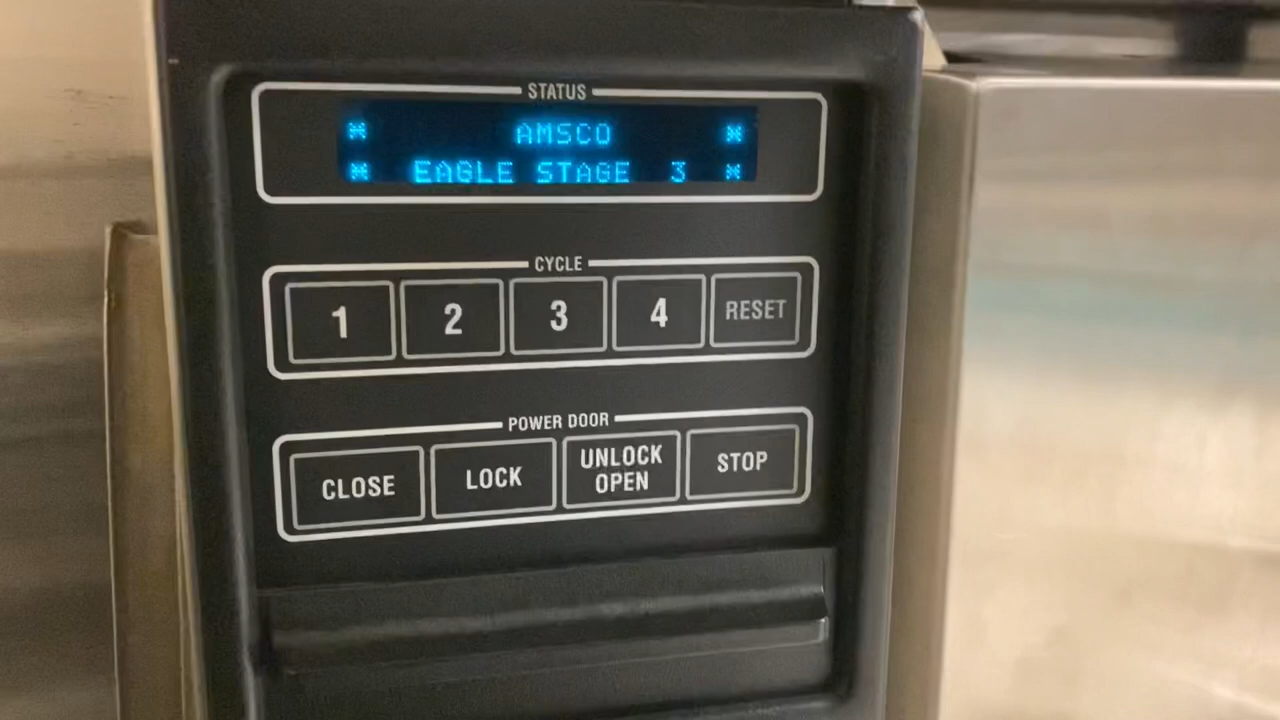 STATUS
* AMSCO *
* EAGLE STAGE 3 *
CYCLE
1 2 3 4 RESET
POWER DOOR
CLOSE LOCK UNLOCK OPEN STOP